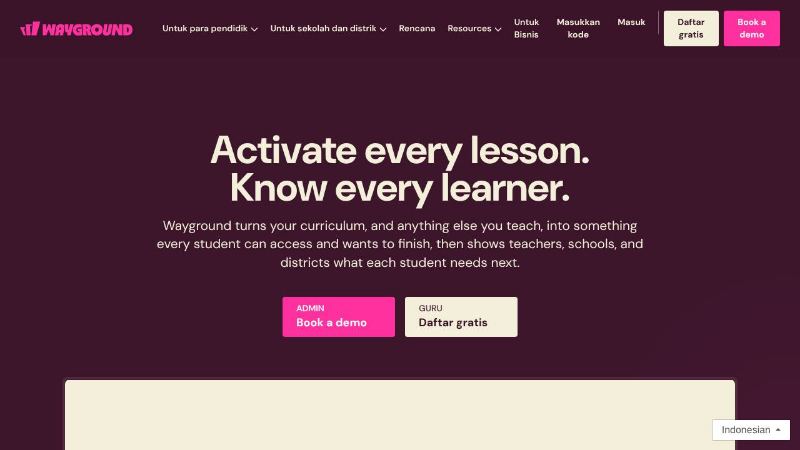 WAYGROUND
Untuk para pendidik
Untuk sekolah dan distrik
Rencana
Resources
Untuk
Bisnis
Masukkan
kode
Masuk
Daftar
gratis
Book a
demo
Activate every lesson.
Know every learner.
Wayground turns your curriculum, and anything else you teach, into something
every student can access and wants to finish, then shows teachers, schools, and
districts what each student needs next.
ADMIN
Book a demo
GURU
Daftar gratis
Indonesian